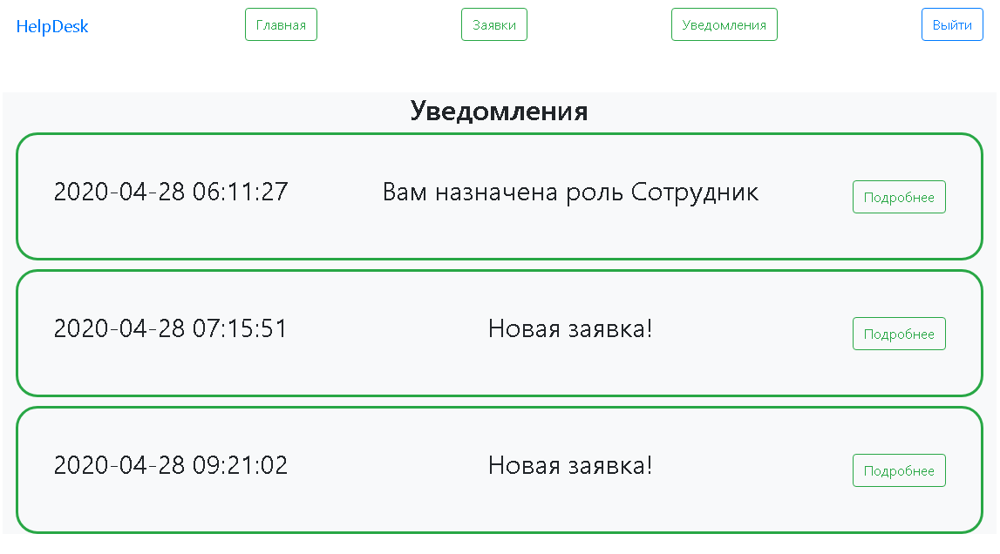 HelpDesk Главная Заявки Уведомления Выйти
Уведомления
2020-04-28 06:11:27 Вам назначена роль Сотрудник Подробнее
2020-04-28 07:15:51 Новая заявка! Подробнее
2020-04-28 09:21:02 Новая заявка! Подробнее